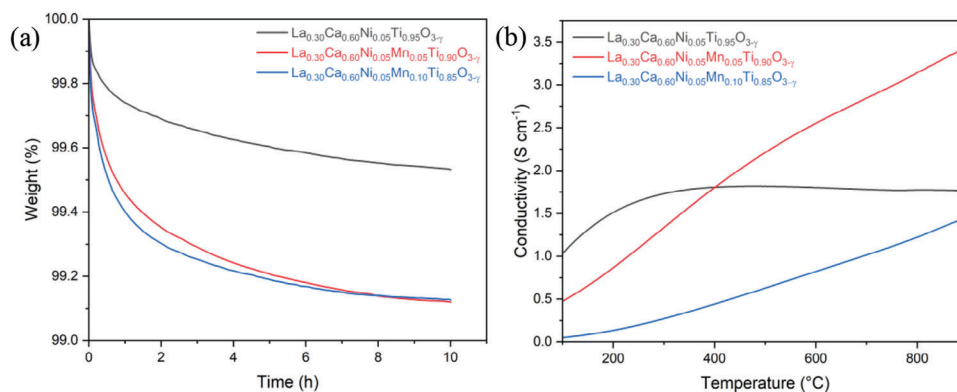 (a)
La₀.₃₀Ca₀.₆₀Ni₀.₀₅Ti₀.₉₅O₃₋ᵧ
La₀.₃₀Ca₀.₆₀Ni₀.₀₅Mn₀.₀₅Ti₀.₉₀O₃₋ᵧ
La₀.₃₀Ca₀.₆₀Ni₀.₀₅Mn₀.₁₀Ti₀.₈₅O₃₋ᵧ
Weight (%)
100.0
99.8
99.6
99.4
99.2
99.0
0 2 4 6 8 10
Time (h)
(b)
La₀.₃₀Ca₀.₆₀Ni₀.₀₅Ti₀.₉₅O₃₋ᵧ
La₀.₃₀Ca₀.₆₀Ni₀.₀₅Mn₀.₀₅Ti₀.₉₀O₃₋ᵧ
La₀.₃₀Ca₀.₆₀Ni₀.₀₅Mn₀.₁₀Ti₀.₈₅O₃₋ᵧ
Conductivity (S cm⁻¹)
3.5
3.0
2.5
2.0
1.5
1.0
0.5
0.0
200 400 600 800
Temperature (°C)